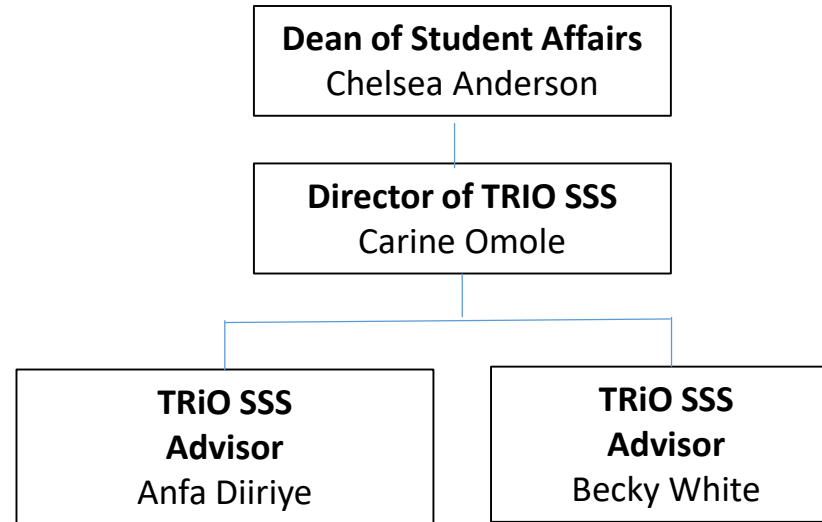 Dean of Student Affairs
Chelsea Anderson
Director of TRIO SSS
Carine Omole
TRiO SSS
Advisor
Anfa Diiriye
TRiO SSS
Advisor
Becky White